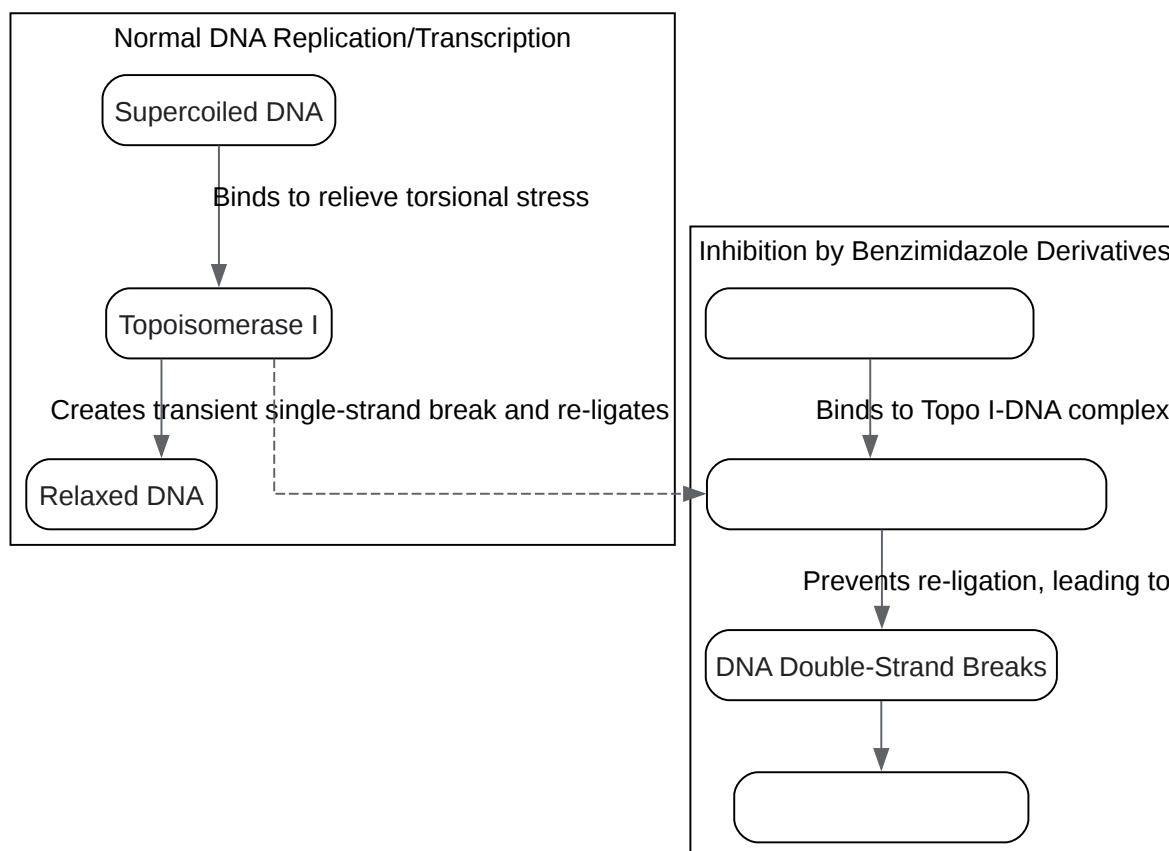 Normal DNA Replication/Transcription
Supercoiled DNA
Binds to relieve torsional stress
Topoisomerase I
Creates transient single-strand break and re-ligates
Relaxed DNA
Inhibition by Benzimidazole Derivatives
Binds to Topo I-DNA complex
Prevents re-ligation, leading to
DNA Double-Strand Breaks